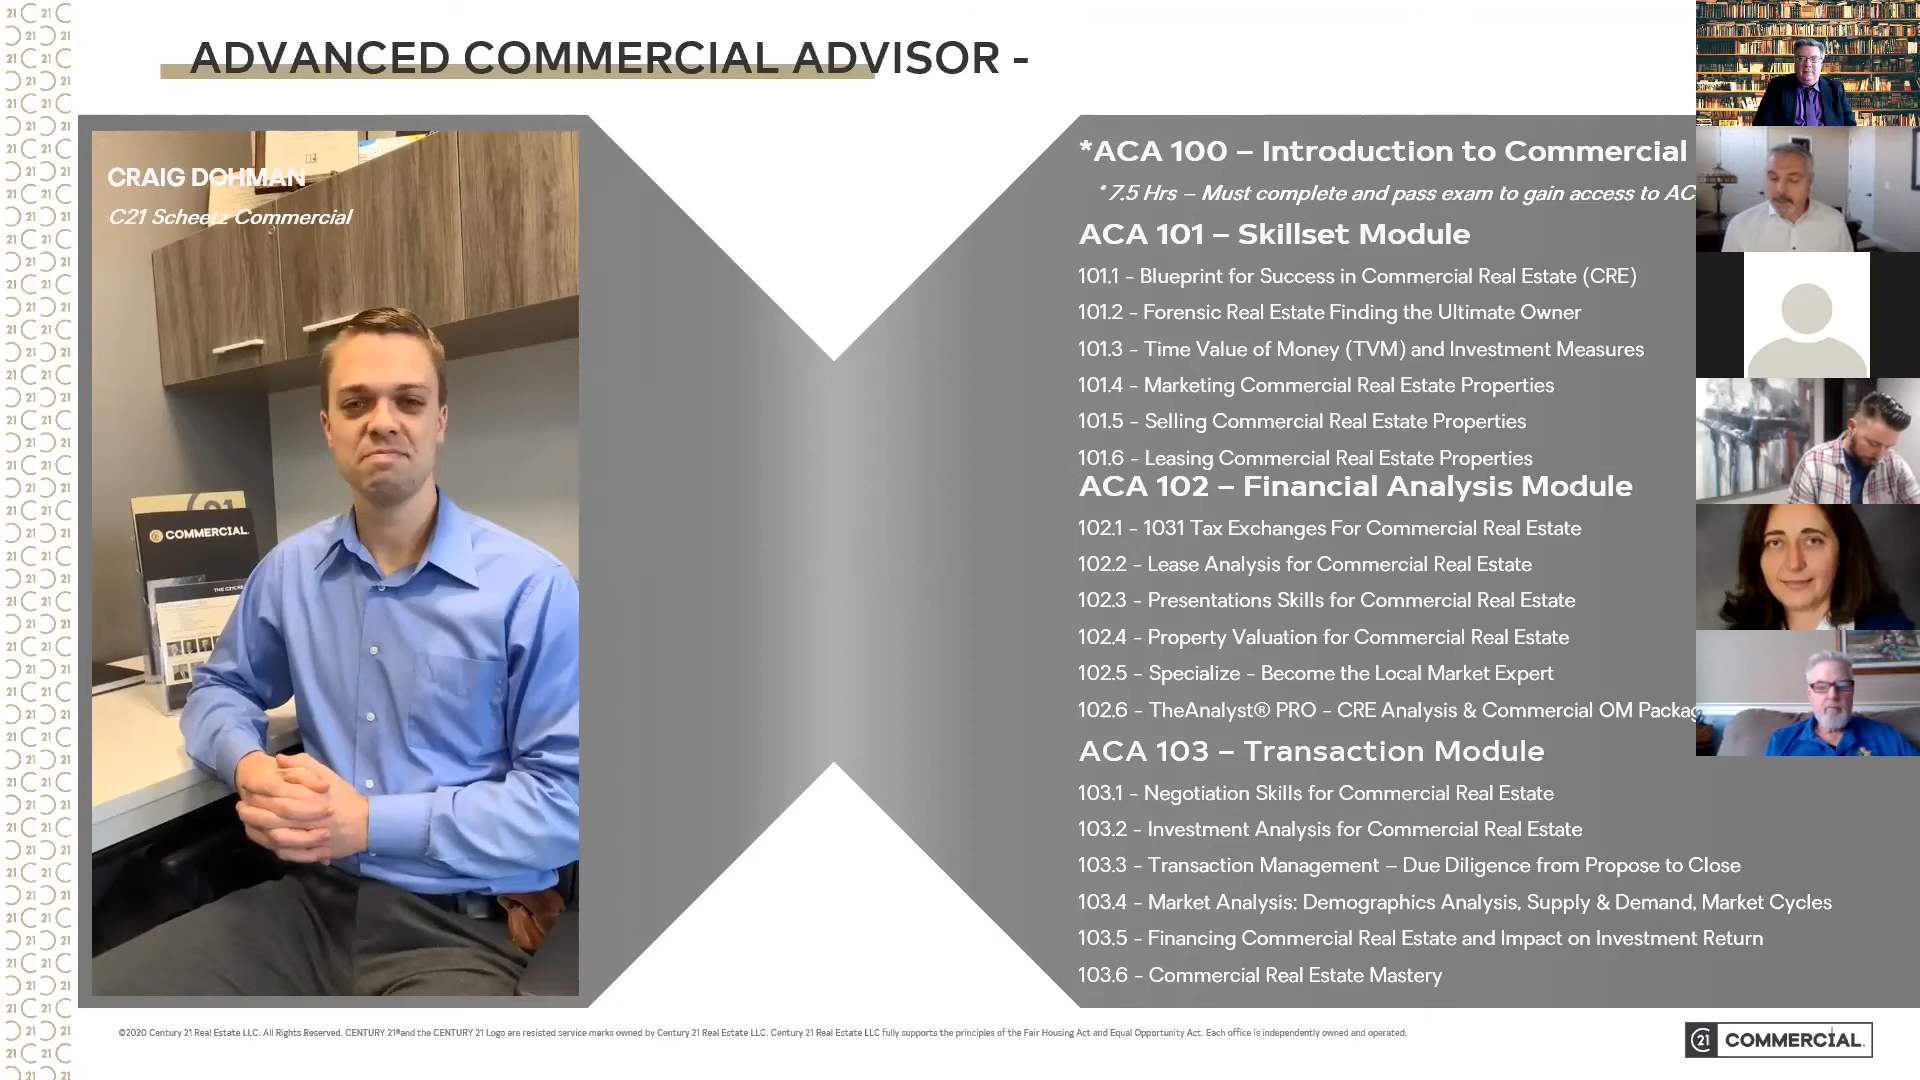 ADVANCED COMMERCIAL ADVISOR -
CRAIG DOHMAN
C21 Scheetz Commercial
COMMERCIAL.
*ACA 100 – Introduction to Commercial
* 7.5 Hrs – Must complete and pass exam to gain access to AC
ACA 101 – Skillset Module
101.1 - Blueprint for Success in Commercial Real Estate (CRE)
101.2 - Forensic Real Estate Finding the Ultimate Owner
101.3 - Time Value of Money (TVM) and Investment Measures
101.4 - Marketing Commercial Real Estate Properties
101.5 - Selling Commercial Real Estate Properties
101.6 - Leasing Commercial Real Estate Properties
ACA 102 – Financial Analysis Module
102.1 - 1031 Tax Exchanges For Commercial Real Estate
102.2 - Lease Analysis for Commercial Real Estate
102.3 - Presentations Skills for Commercial Real Estate
102.4 - Property Valuation for Commercial Real Estate
102.5 - Specialize - Become the Local Market Expert
102.6 - TheAnalyst® PRO - CRE Analysis & Commercial OM Packag
ACA 103 – Transaction Module
103.1 - Negotiation Skills for Commercial Real Estate
103.2 - Investment Analysis for Commercial Real Estate
103.3 - Transaction Management – Due Diligence from Propose to Close
103.4 - Market Analysis: Demographics Analysis, Supply & Demand, Market Cycles
103.5 - Financing Commercial Real Estate and Impact on Investment Return
103.6 - Commercial Real Estate Mastery
©2020 Century 21 Real Estate LLC. All Rights Reserved. CENTURY 21® and the CENTURY 21 Logo are resisted service marks owned by Century 21 Real Estate LLC. Century 21 Real Estate LLC fully supports the principles of the Fair Housing Act and Equal Opportunity Act. Each office is independently owned and operated.
C21 COMMERCIAL.